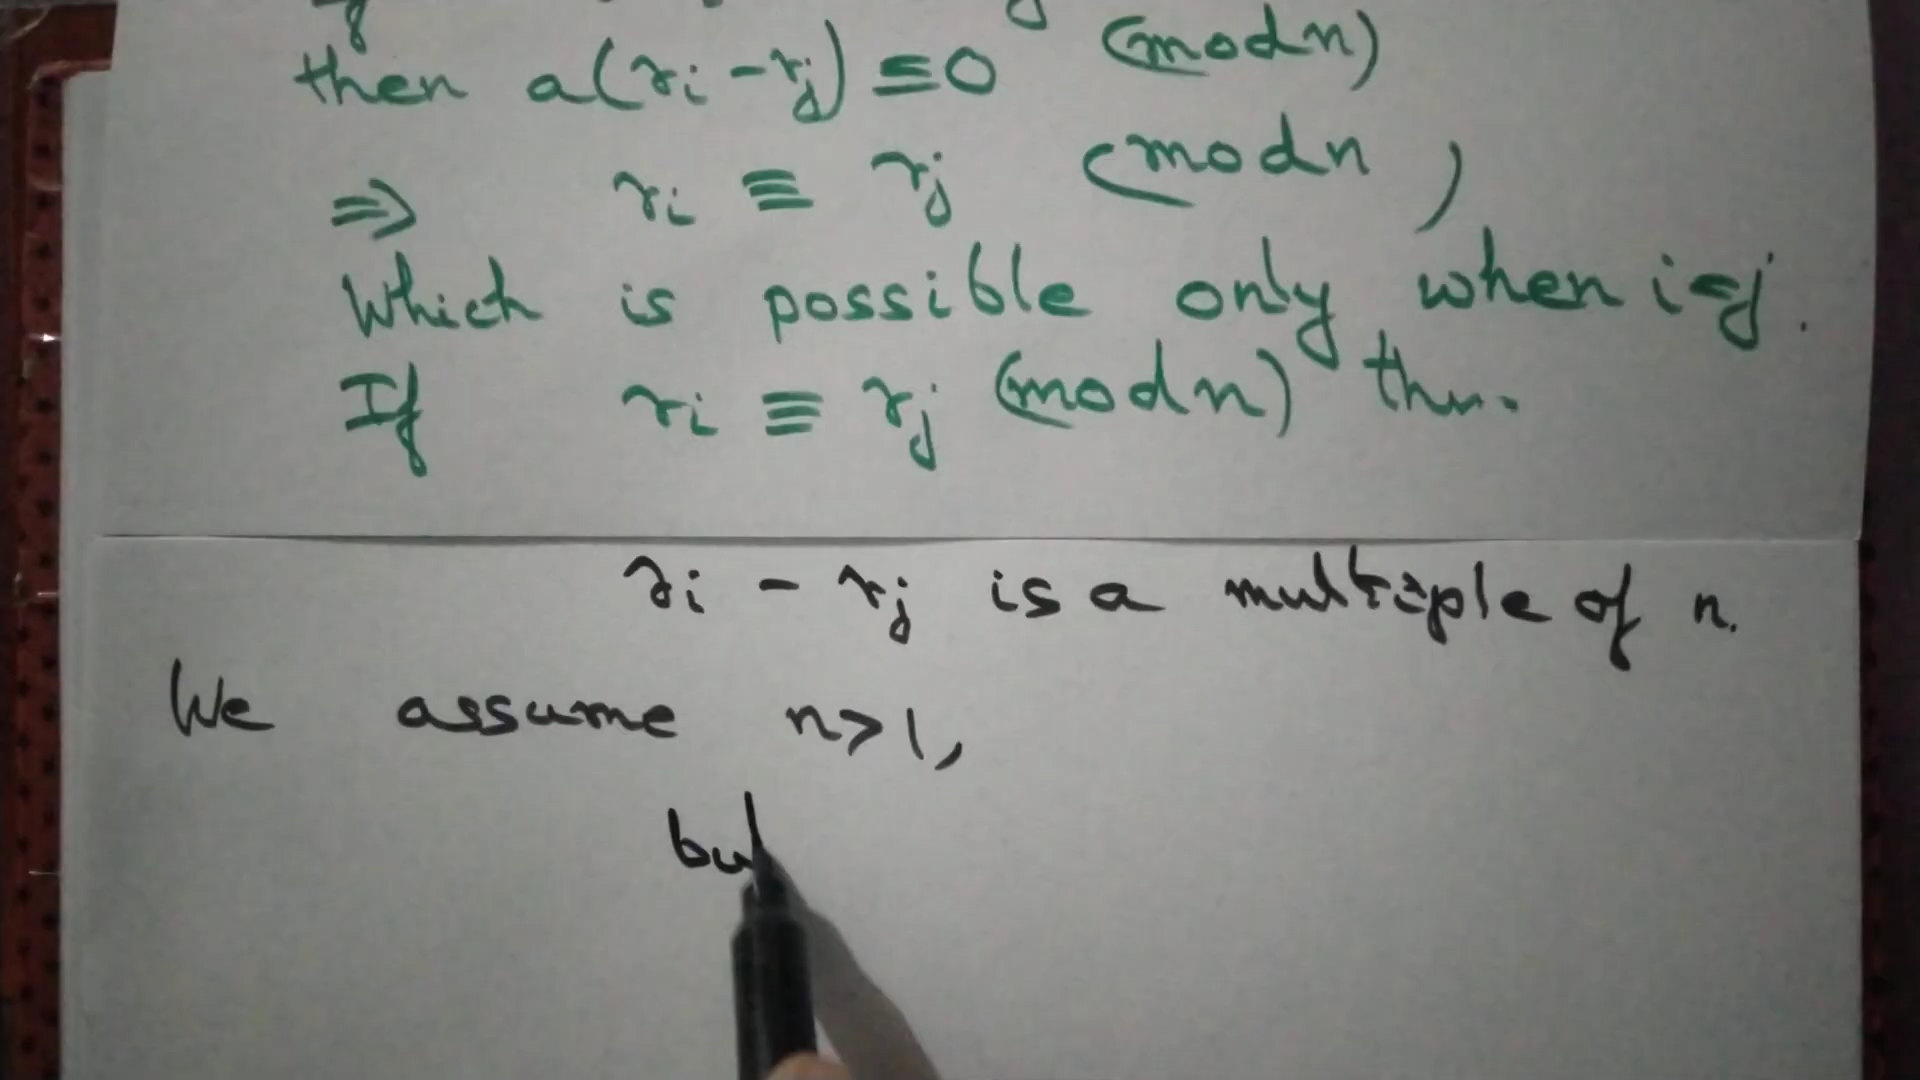 then a(ri - rj) ≡ 0 (mod n)
⇒ ri ≡ rj (mod n)
Which is possible only when i = j.
If ri ≡ rj (mod n) then
ri - rj is a multiple of n.
We assume n > 1,
but